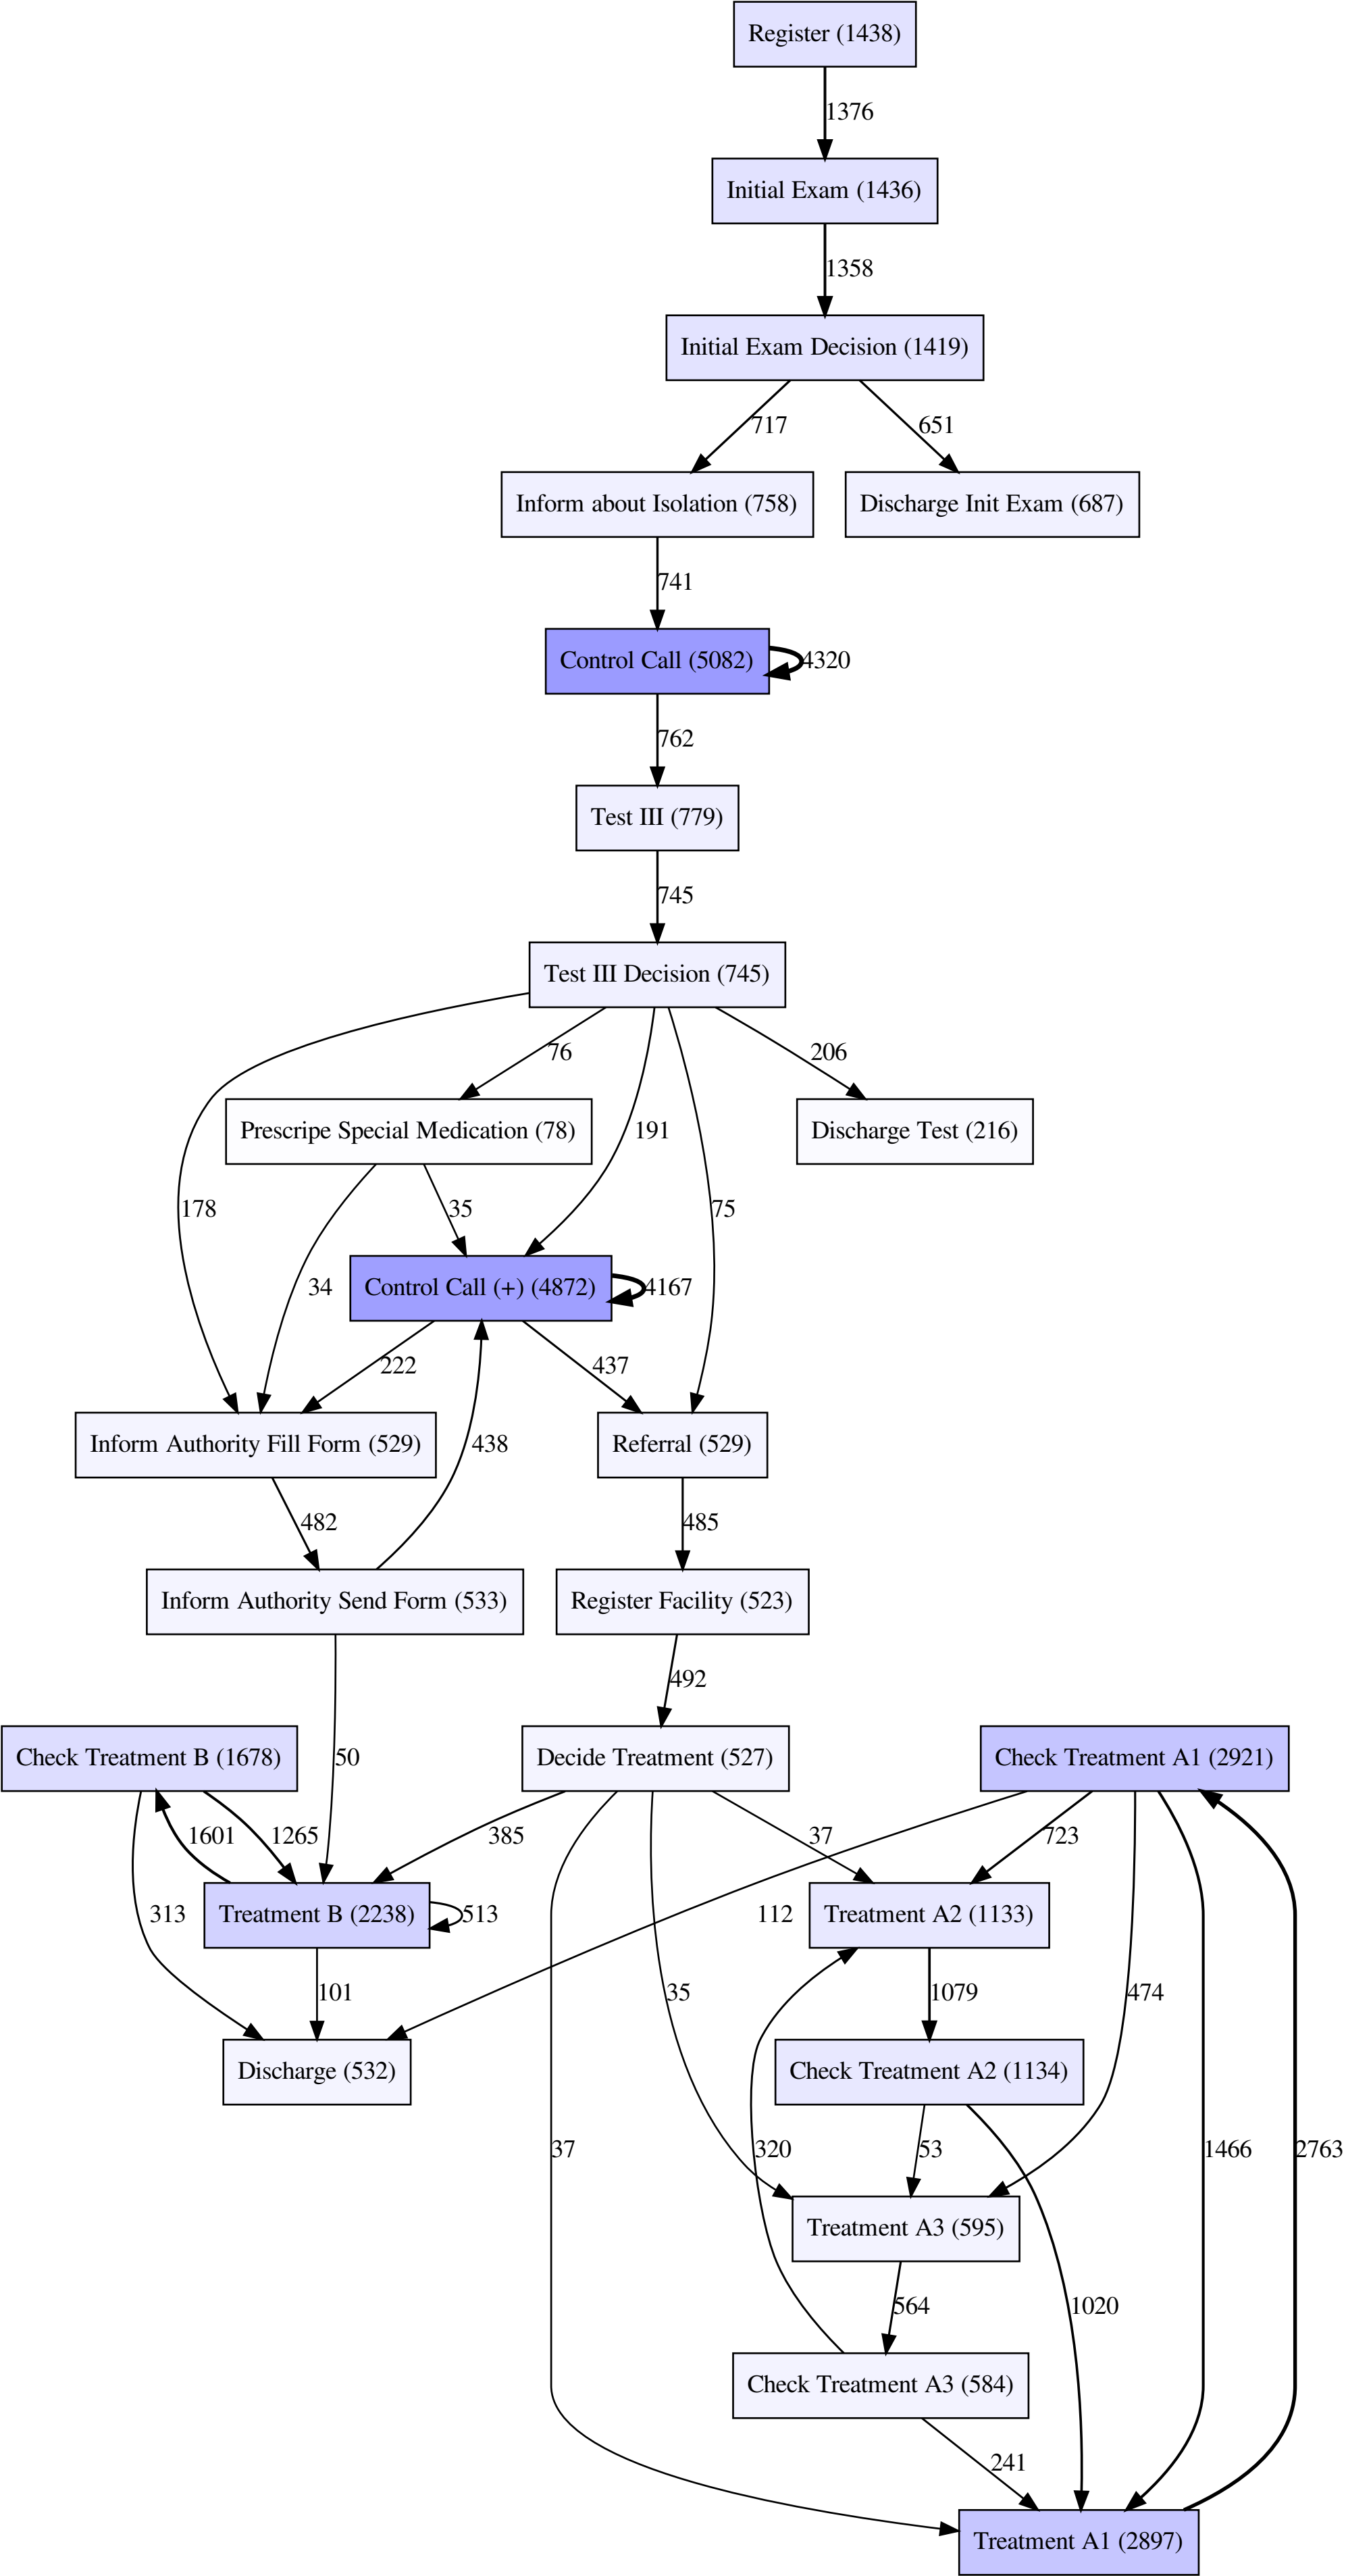 Register (1438)
1376
Initial Exam (1436)
1358
Initial Exam Decision (1419)
717
651
Inform about Isolation (758)
Discharge Init Exam (687)
741
Control Call (5082)
4320
762
Test III (779)
745
Test III Decision (745)
76
206
Prescripe Special Medication (78)
191
Discharge Test (216)
178
35
75
34
Control Call (+) (4872)
4167
222
437
Inform Authority Fill Form (529)
438
Referral (529)
482
485
Inform Authority Send Form (533)
Register Facility (523)
492
Check Treatment B (1678)
50
Decide Treatment (527)
Check Treatment A1 (2921)
1601
1265
385
37
723
313
Treatment B (2238)
513
112
Treatment A2 (1133)
101
35
1079
474
Discharge (532)
Check Treatment A2 (1134)
37
320
53
1466
2763
Treatment A3 (595)
564
1020
Check Treatment A3 (584)
241
Treatment A1 (2897)